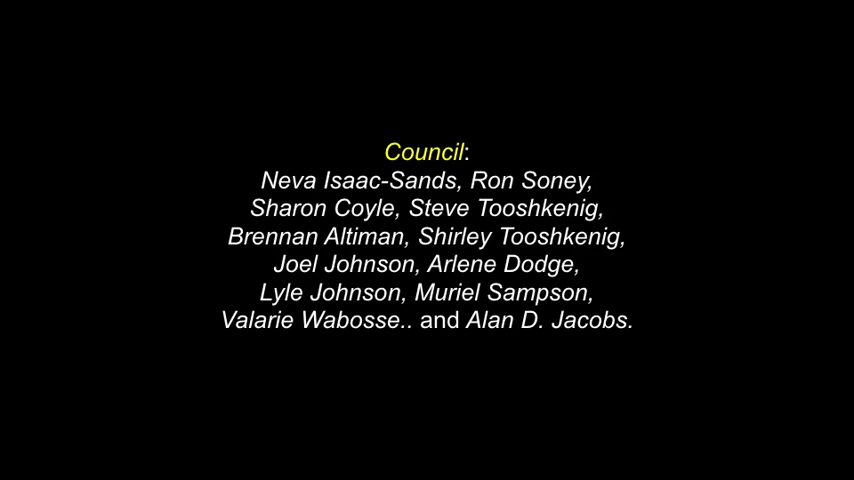 Council:
Neva Isaac-Sands, Ron Soney,
Sharon Coyle, Steve Tooshkenig,
Brennan Altiman, Shirley Tooshkenig,
Joel Johnson, Arlene Dodge,
Lyle Johnson, Muriel Sampson,
Valarie Wabosse.. and Alan D. Jacobs.